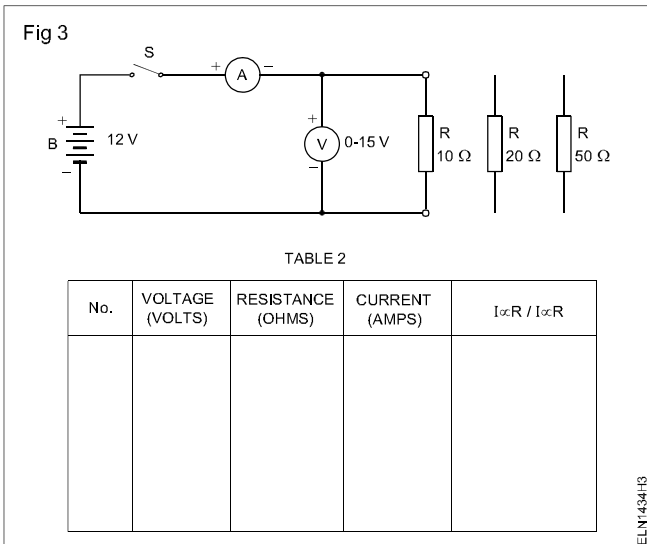 Fig 3
S
+ A −
+
B 12 V
−
+
V 0-15 V
−
R
10 Ω
R
20 Ω
R
50 Ω
TABLE 2
No.
VOLTAGE
(VOLTS)
RESISTANCE
(OHMS)
CURRENT
(AMPS)
I∝R / I∝R
ELN1434H3